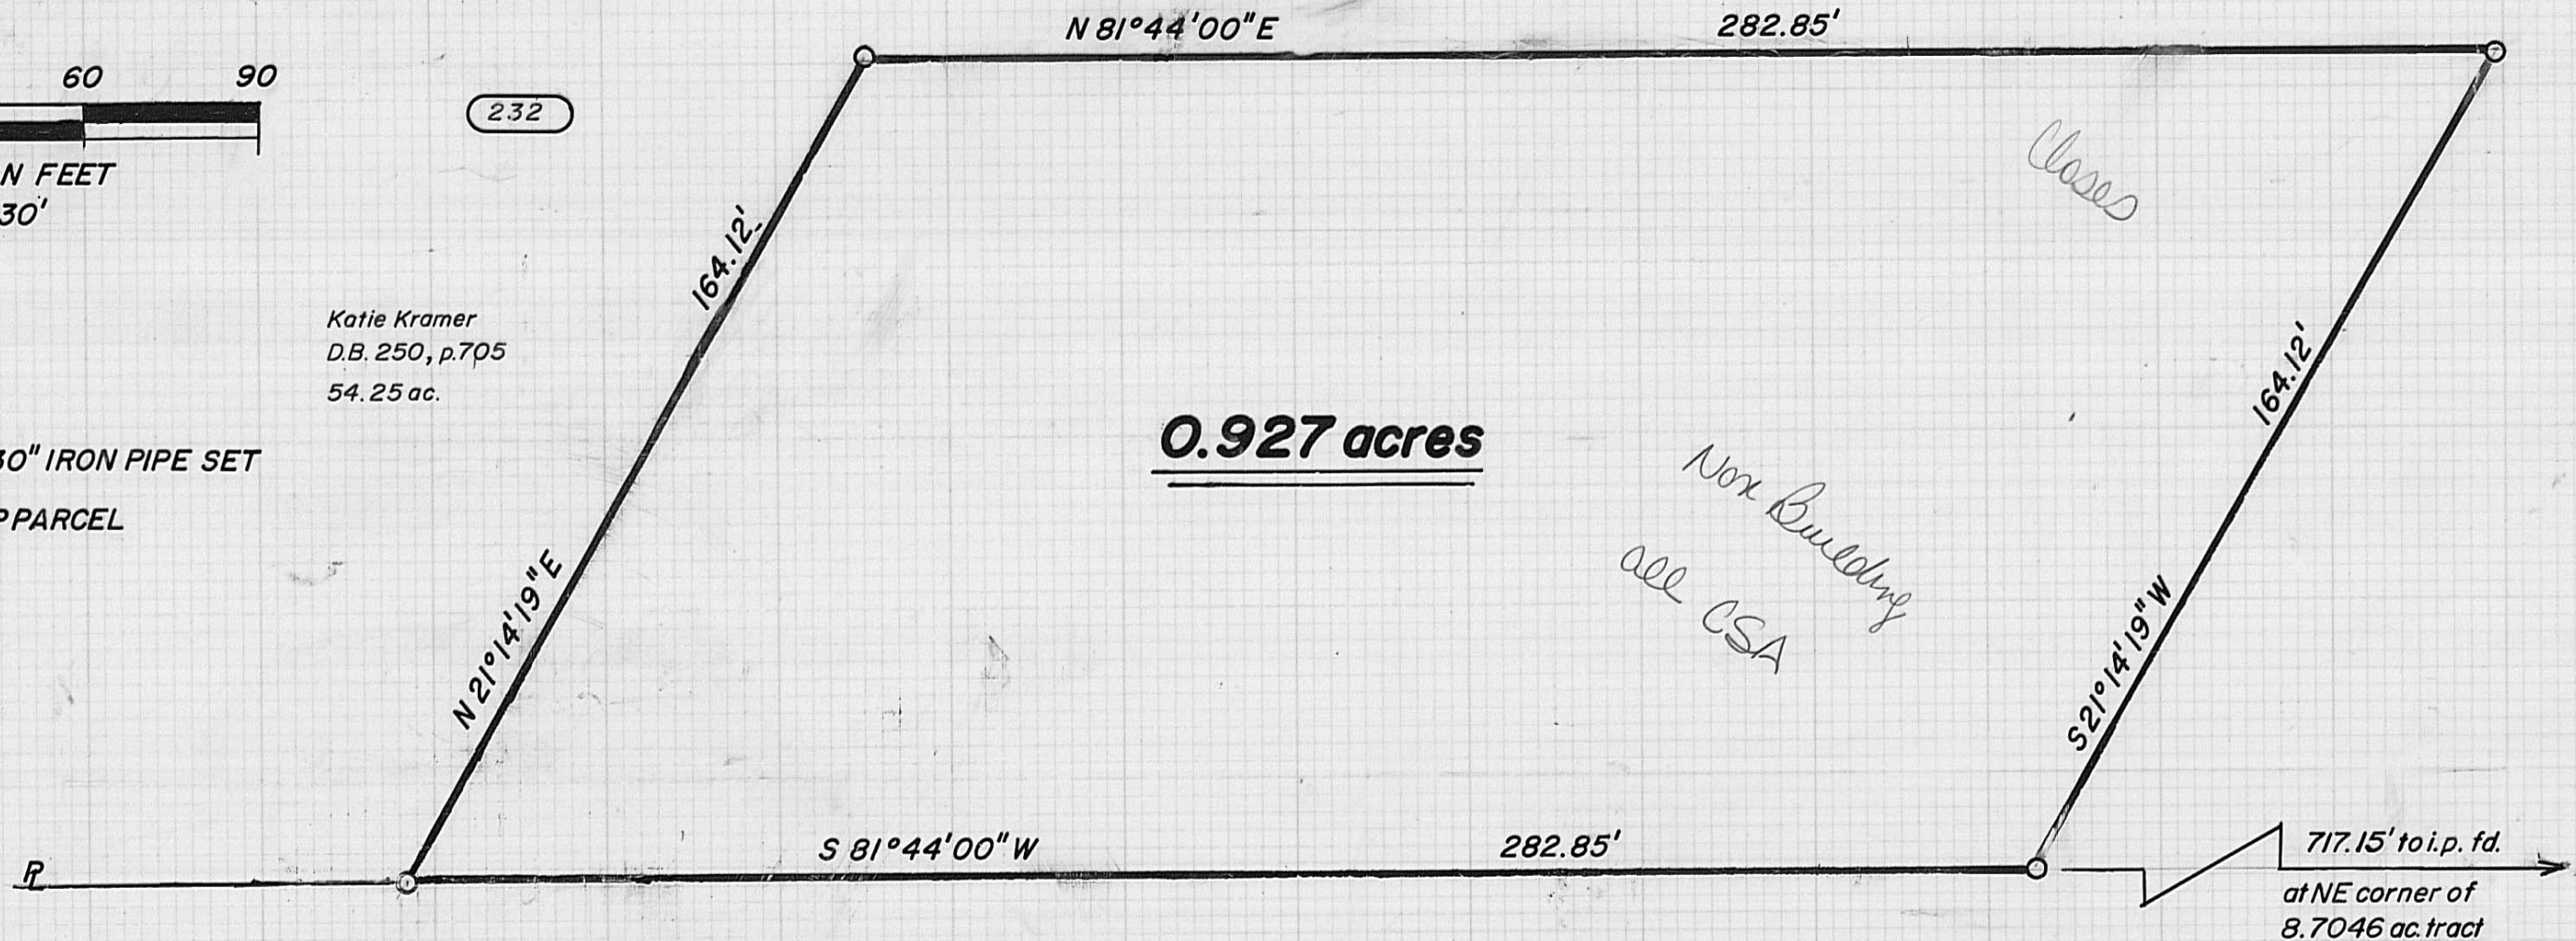 N 81°44'00" E 282.85'
60 90
232
N FEET
30'
Closes
164.12'
Katie Kramer
D.B. 250, p.705
54.25 ac.
164.12'
0.927 acres
30" IRON PIPE SET
P PARCEL
Non Building
all CSA
N 21°14'19" E
S 21°14'19" W
S 81°44'00" W 282.85'
717.15' to i.p. fd.
at NE corner of
8.7046 ac. tract